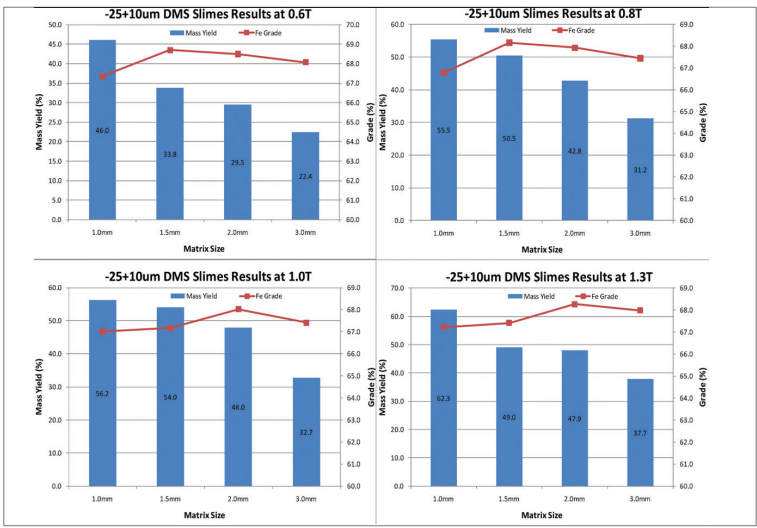 -25+10um DMS Slimes Results at 0.6T
Mass Yield Fe Grade
50.0 70.0
45.0 69.0
40.0 68.0
35.0 67.0
30.0 66.0
25.0 65.0
20.0 64.0
15.0 63.0
10.0 62.0
5.0 61.0
0.0 60.0
Mass Yield (%)
Grade (%)
46.0 33.8 29.5 22.4
1.0mm 1.5mm 2.0mm 3.0mm
Matrix Size
-25+10um DMS Slimes Results at 0.8T
Mass Yield Fe Grade
60.0 69.0
50.0 68.0
40.0 67.0
30.0 66.0
20.0 65.0
10.0 64.0
0.0 63.0
62.0
61.0
60.0
Mass Yield (%)
Grade (%)
55.5 50.5 42.8 31.2
1.0mm 1.5mm 2.0mm 3.0mm
Matrix Size
-25+10um DMS Slimes Results at 1.0T
Mass Yield Fe Grade
60.0 69.0
50.0 68.0
40.0 67.0
30.0 66.0
20.0 65.0
10.0 64.0
0.0 63.0
62.0
61.0
60.0
Mass Yield (%)
Grade (%)
56.2 54.0 48.0 32.7
1.0mm 1.5mm 2.0mm 3.0mm
Matrix Size
-25+10um DMS Slimes Results at 1.3T
Mass Yield Fe Grade
70.0 69.0
60.0 68.0
50.0 67.0
40.0 66.0
30.0 65.0
20.0 64.0
10.0 63.0
0.0 62.0
61.0
60.0
Mass Yield (%)
Grade (%)
62.3 49.0 47.9 37.7
1.0mm 1.5mm 2.0mm 3.0mm
Matrix Size